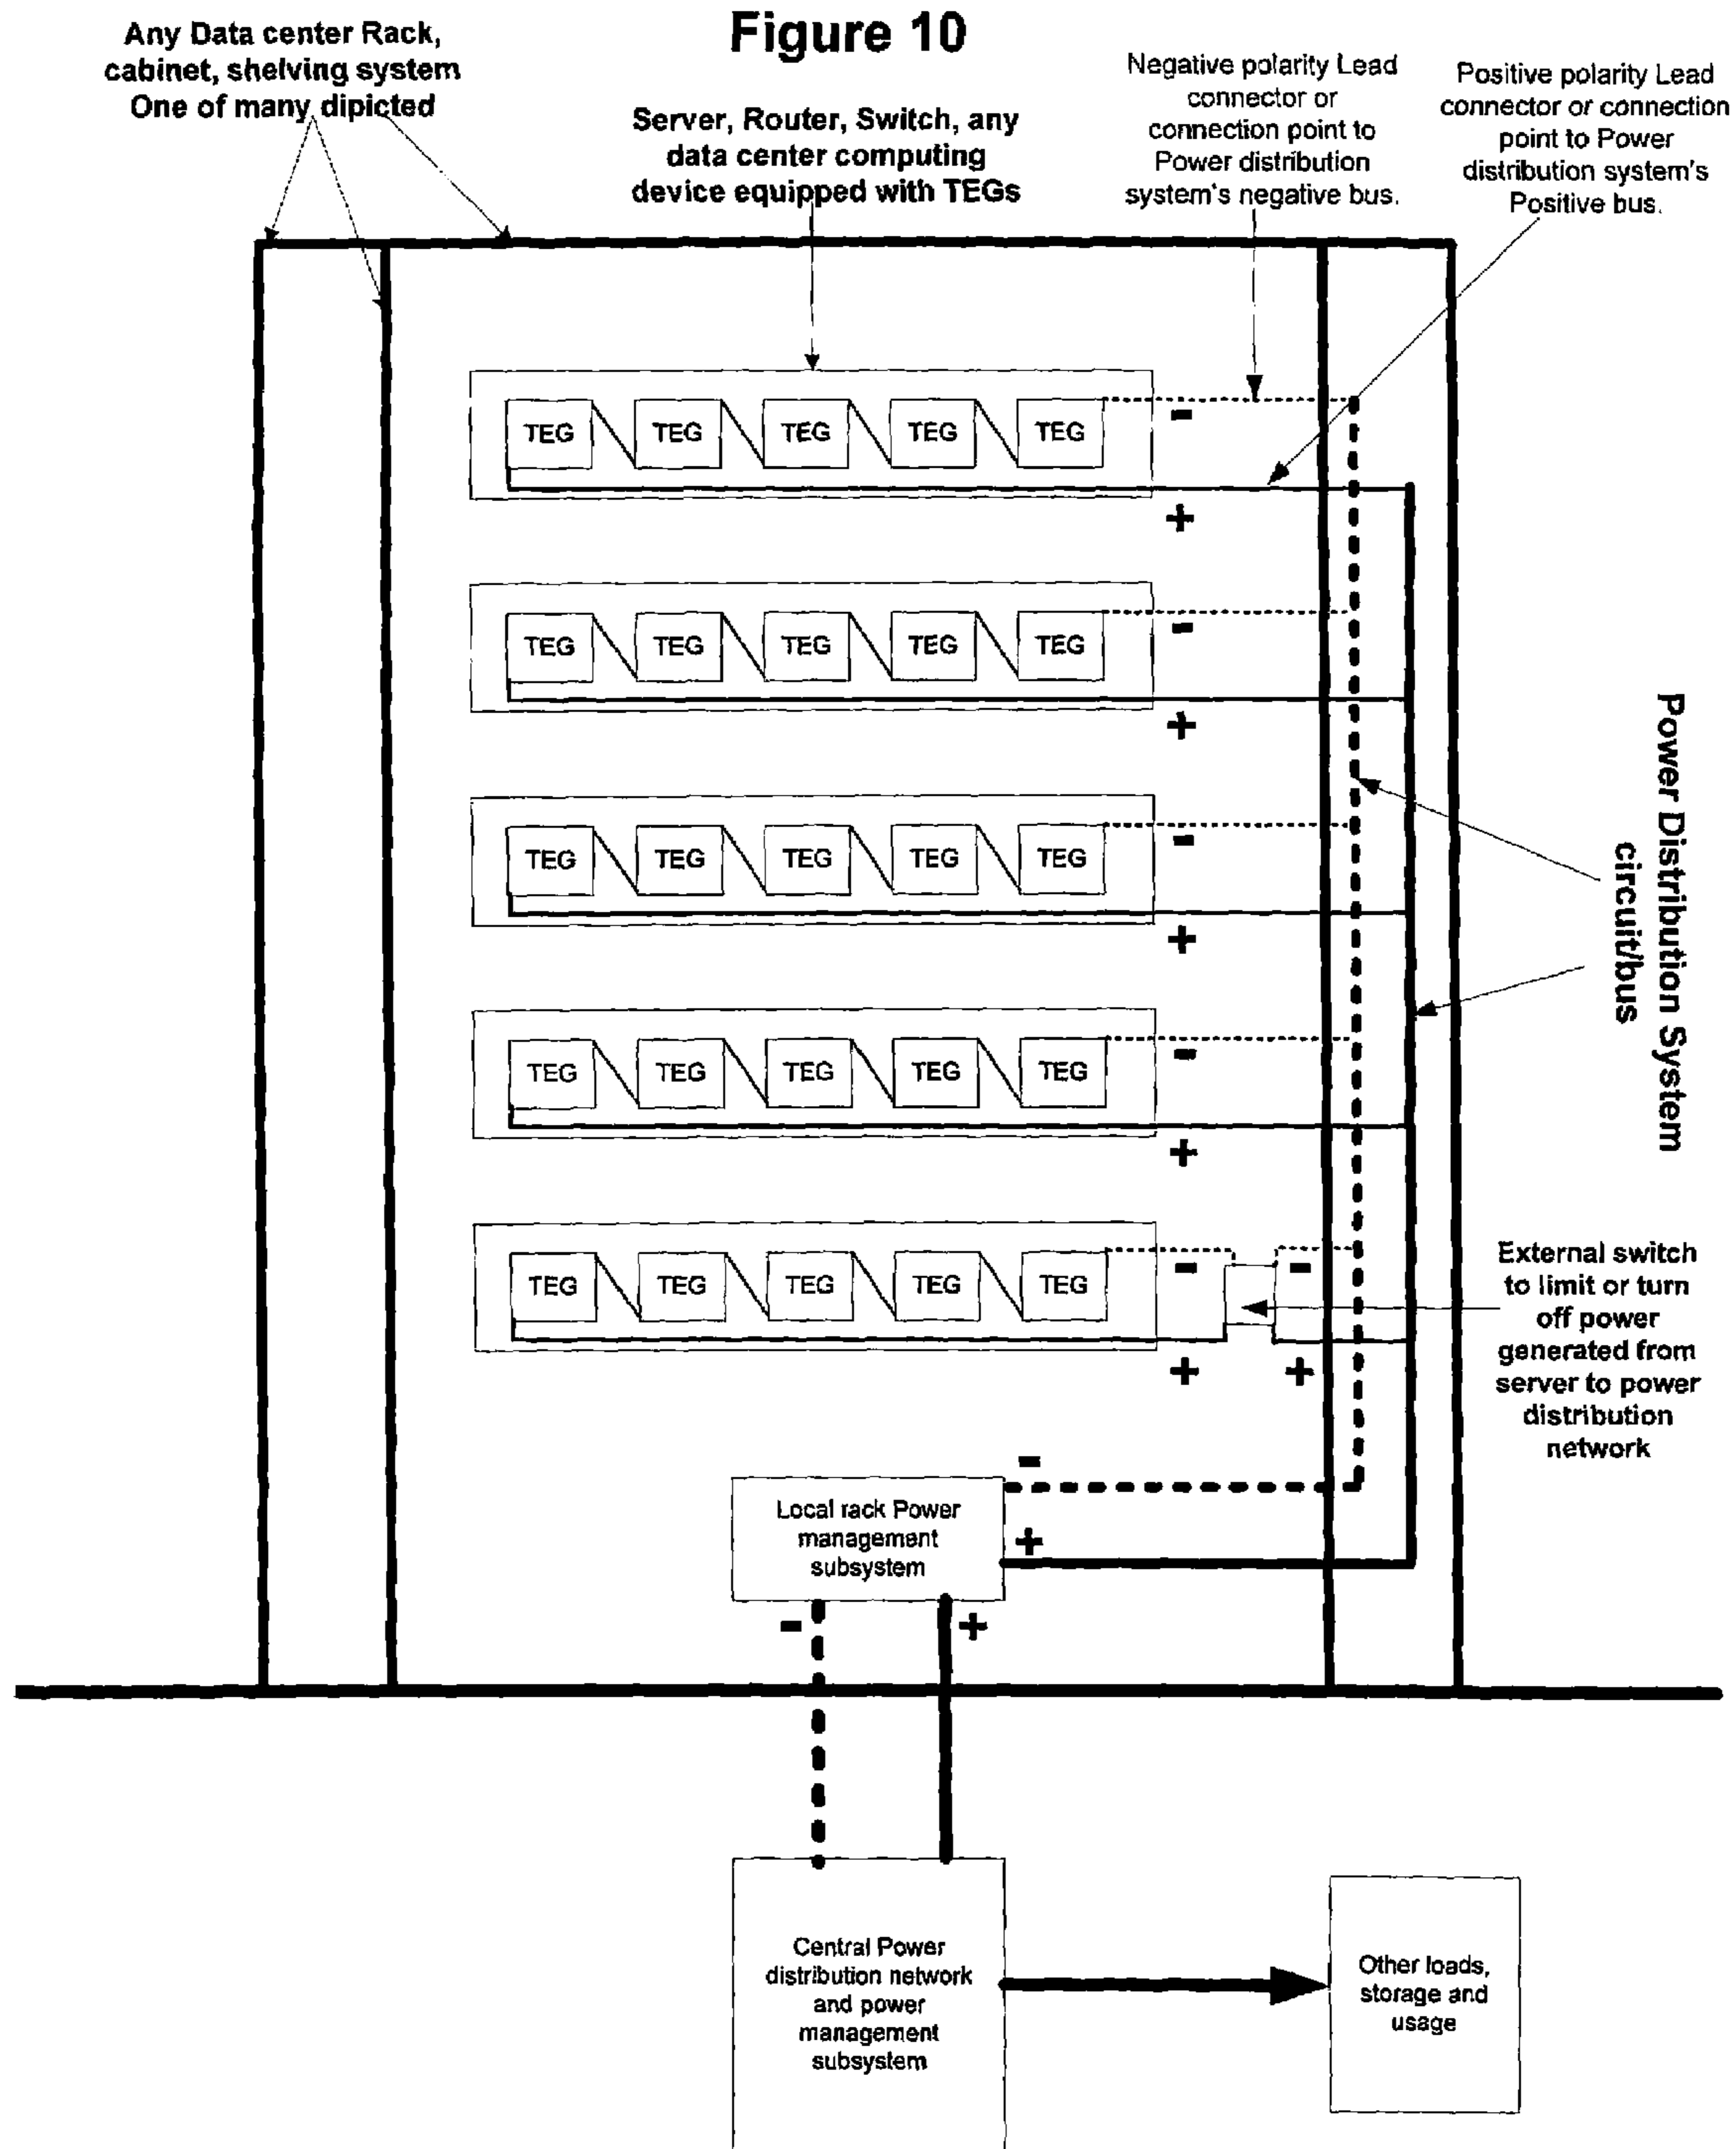 Figure 10
Any Data center Rack,
cabinet, shelving system
One of many dipicted
Server, Router, Switch, any
data center computing
device equipped with TEGs
Negative polarity Lead
connector or
connection point to
Power distribution
system's negative bus.
Positive polarity Lead
connector or connection
point to Power
distribution system's
Positive bus.
TEG TEG TEG TEG TEG
-
+
TEG TEG TEG TEG TEG
-
+
TEG TEG TEG TEG TEG
-
+
TEG TEG TEG TEG TEG
-
+
TEG TEG TEG TEG TEG
- -
+ +
Power Distribution System
circuit/bus
External switch
to limit or turn
off power
generated from
server to power
distribution
network
Local rack Power
management
subsystem
-
+
- +
Central Power
distribution network
and power
management
subsystem
Other loads,
storage and
usage